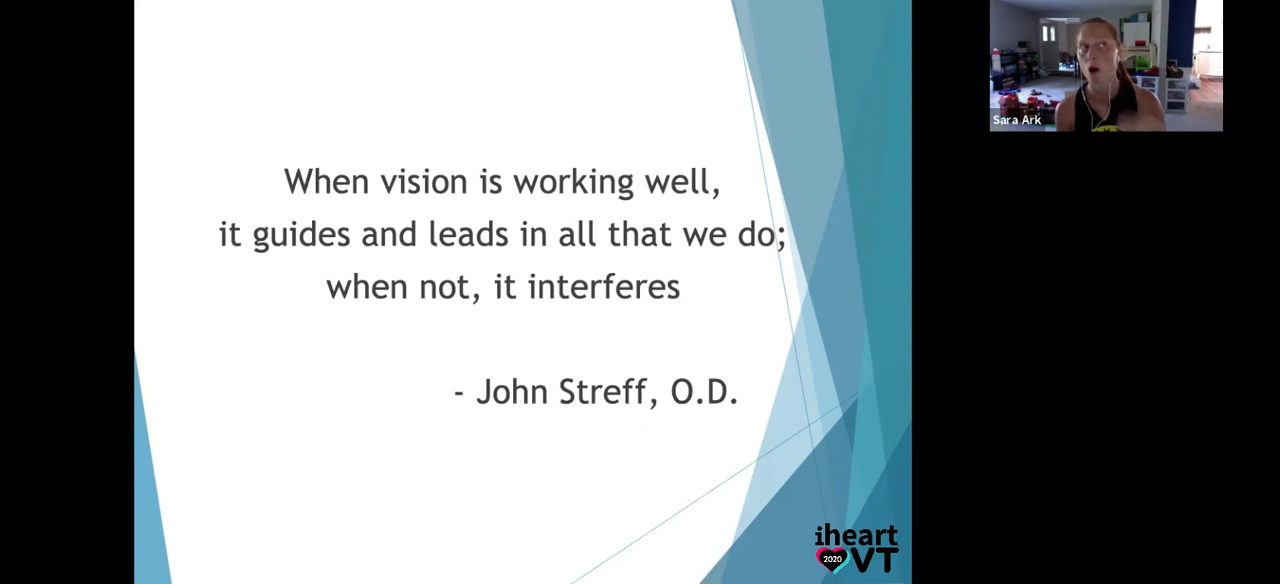 When vision is working well,
it guides and leads in all that we do;
when not, it interferes
- John Streff, O.D.
Sara Ark
iheart
2020
VT